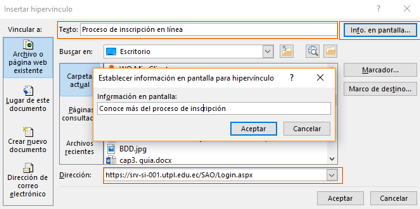 Insertar hipervínculo
Vincular a:
Texto: Proceso de inscripción en línea
Info. en pantalla...
Archivo o página web existente
Buscar en: Escritorio
Carpeta actual
Marcador...
Establecer información en pantalla para hipervínculo
Lugar de este documento
Marco de destino...
Información en pantalla:
Conoce más del proceso de inscripción
Páginas consultadas
Aceptar
Cancelar
Crear nuevo documento
Archivos recientes
BDD.jpg
cap3. guia.docx
Dirección de correo electrónico
Dirección: https://srv-si-001.utpl.edu.ec/SAO/Login.aspx
Aceptar
Cancelar